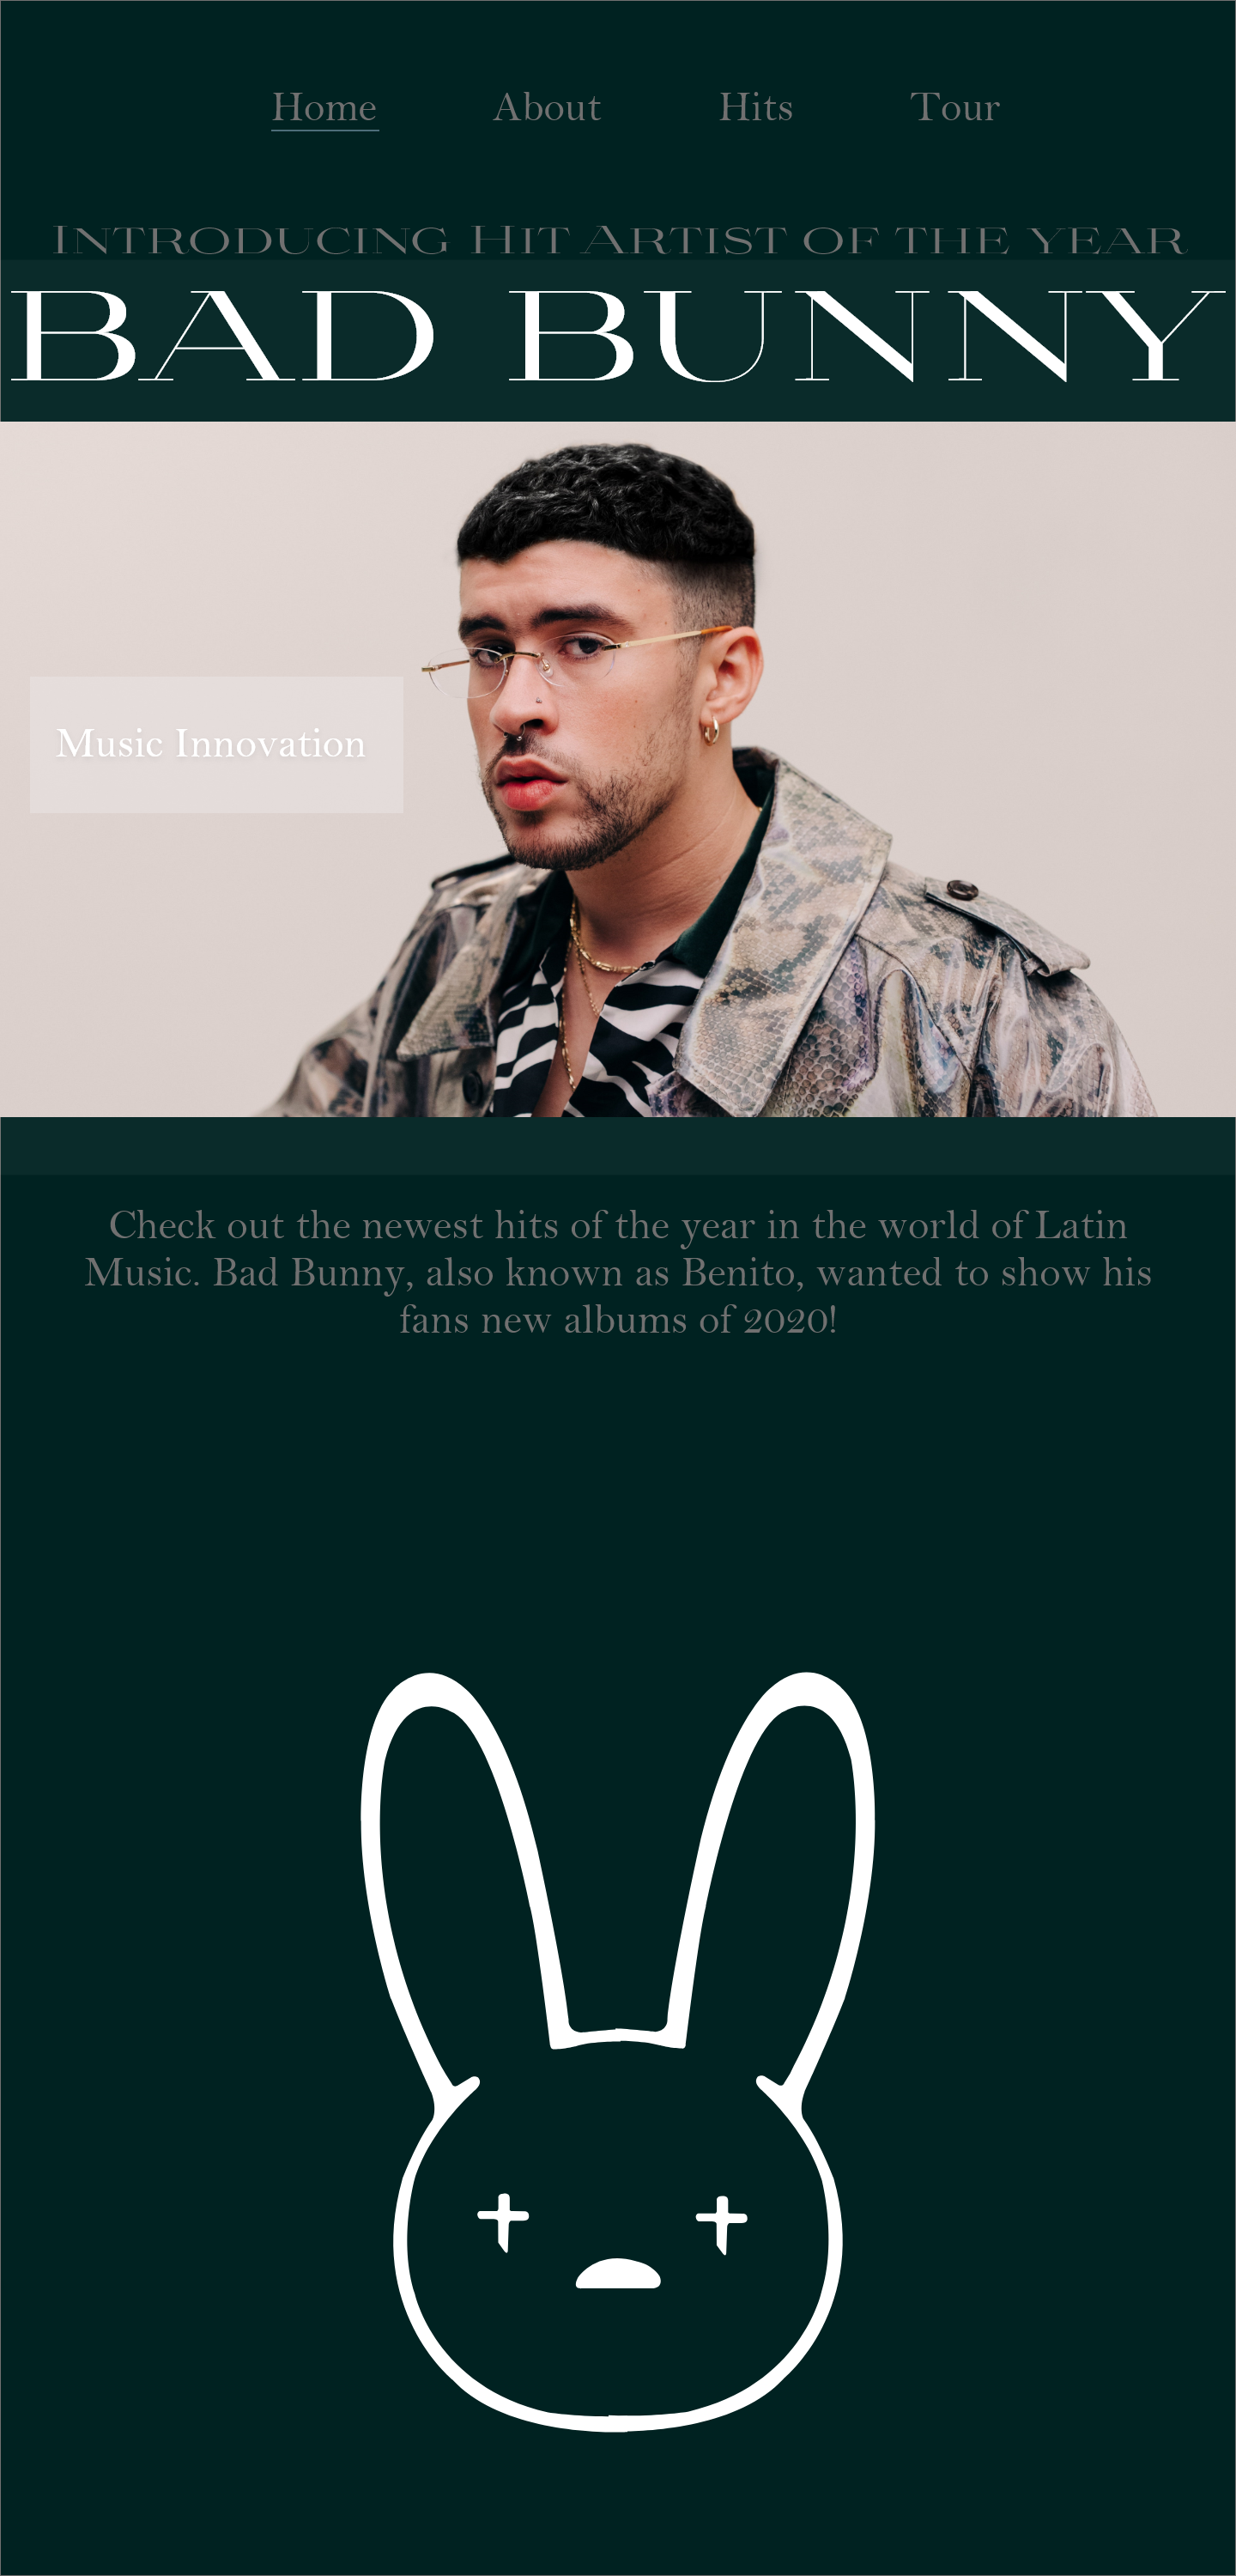 Home About Hits Tour
Introducing Hit Artist of the year
BAD BUNNY
Music Innovation
Check out the newest hits of the year in the world of Latin
Music. Bad Bunny, also known as Benito, wanted to show his
fans new albums of 2020!